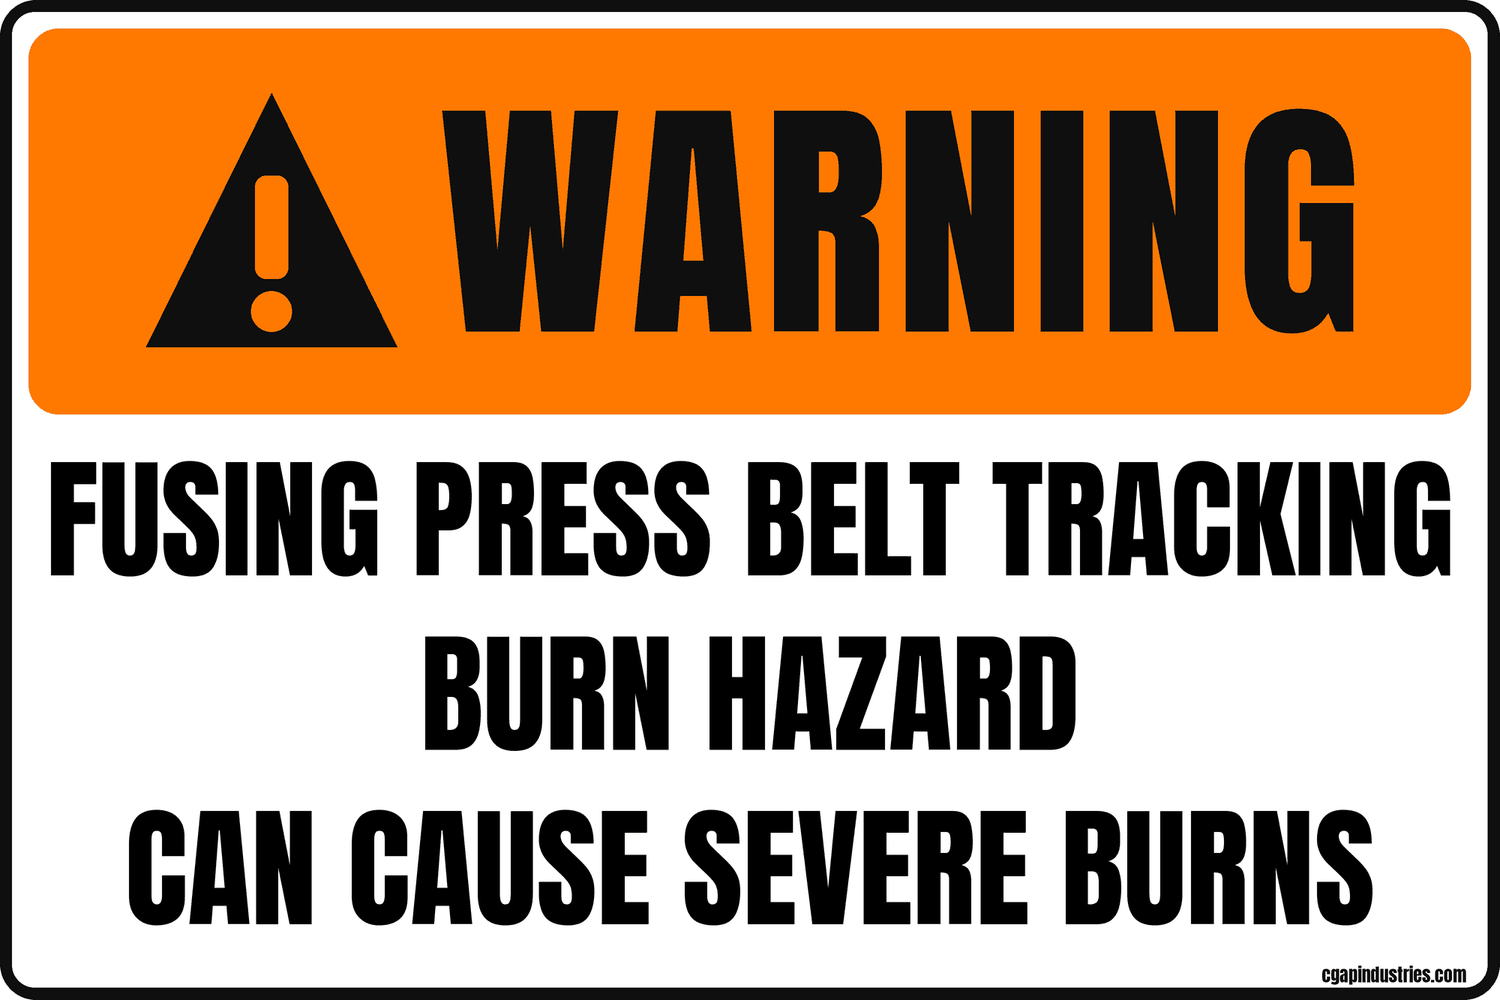 WARNING
FUSING PRESS BELT TRACKING
BURN HAZARD
CAN CAUSE SEVERE BURNS
cgapindustries.com